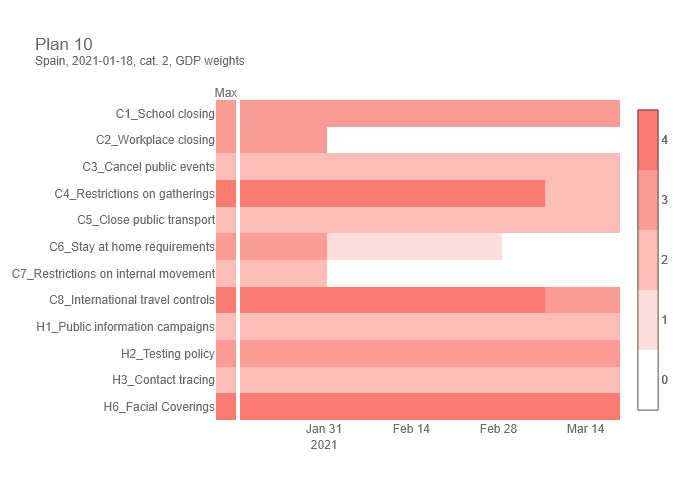 Plan 10
Spain, 2021-01-18, cat. 2, GDP weights
Max
C1_School closing
C2_Workplace closing
C3_Cancel public events
C4_Restrictions on gatherings
C5_Close public transport
C6_Stay at home requirements
C7_Restrictions on internal movement
C8_International travel controls
H1_Public information campaigns
H2_Testing policy
H3_Contact tracing
H6_Facial Coverings
Jan 31 Feb 14 Feb 28 Mar 14
2021
4
3
2
1
0